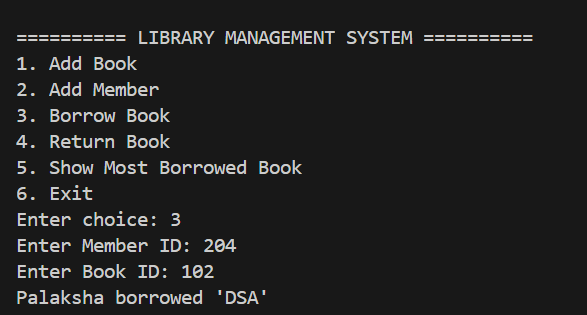 ========== LIBRARY MANAGEMENT SYSTEM ==========
1. Add Book
2. Add Member
3. Borrow Book
4. Return Book
5. Show Most Borrowed Book
6. Exit
Enter choice: 3
Enter Member ID: 204
Enter Book ID: 102
Palaksha borrowed 'DSA'